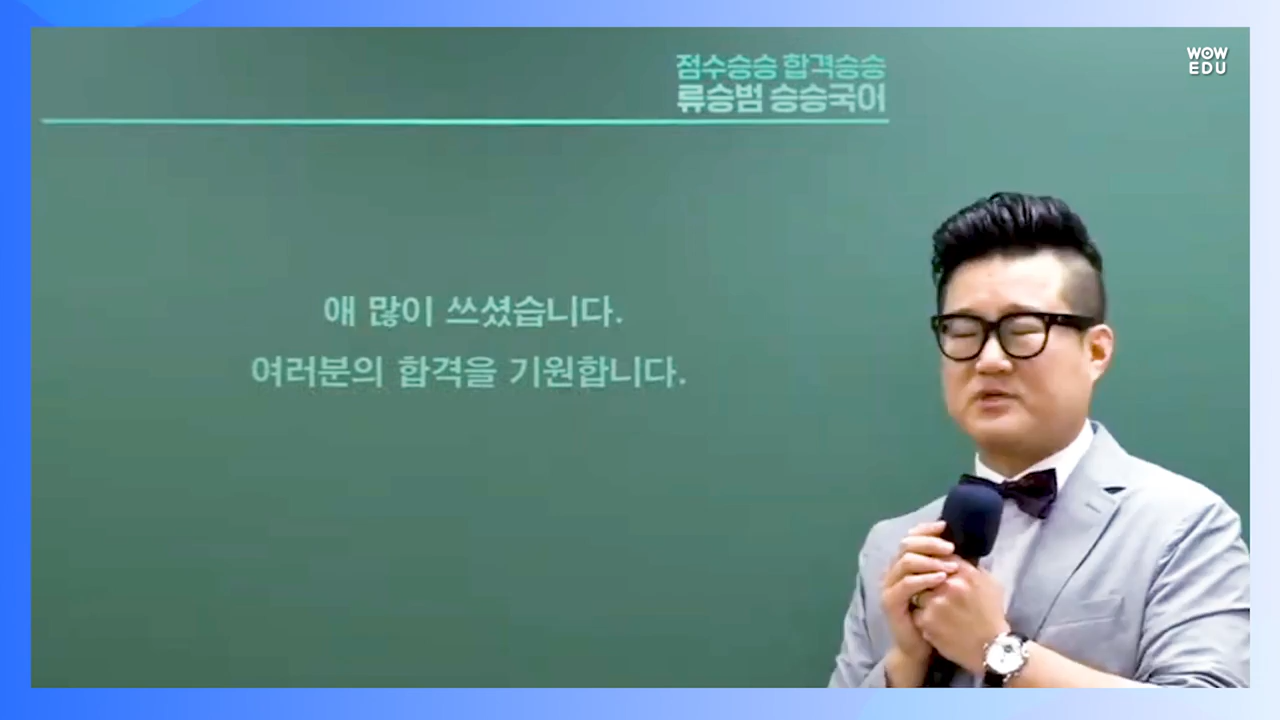 점수승승 합격승승
류승범 승승국어
WOW
EDU
애 많이 쓰셨습니다.
여러분의 합격을 기원합니다.